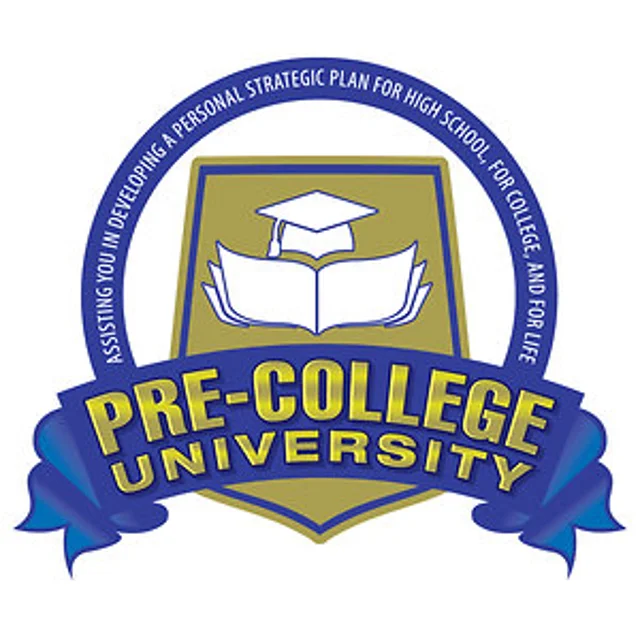 ASSISTING YOU IN DEVELOPING A PERSONAL STRATEGIC PLAN FOR HIGH SCHOOL, FOR COLLEGE, AND FOR LIFE
PRE-COLLEGE
UNIVERSITY